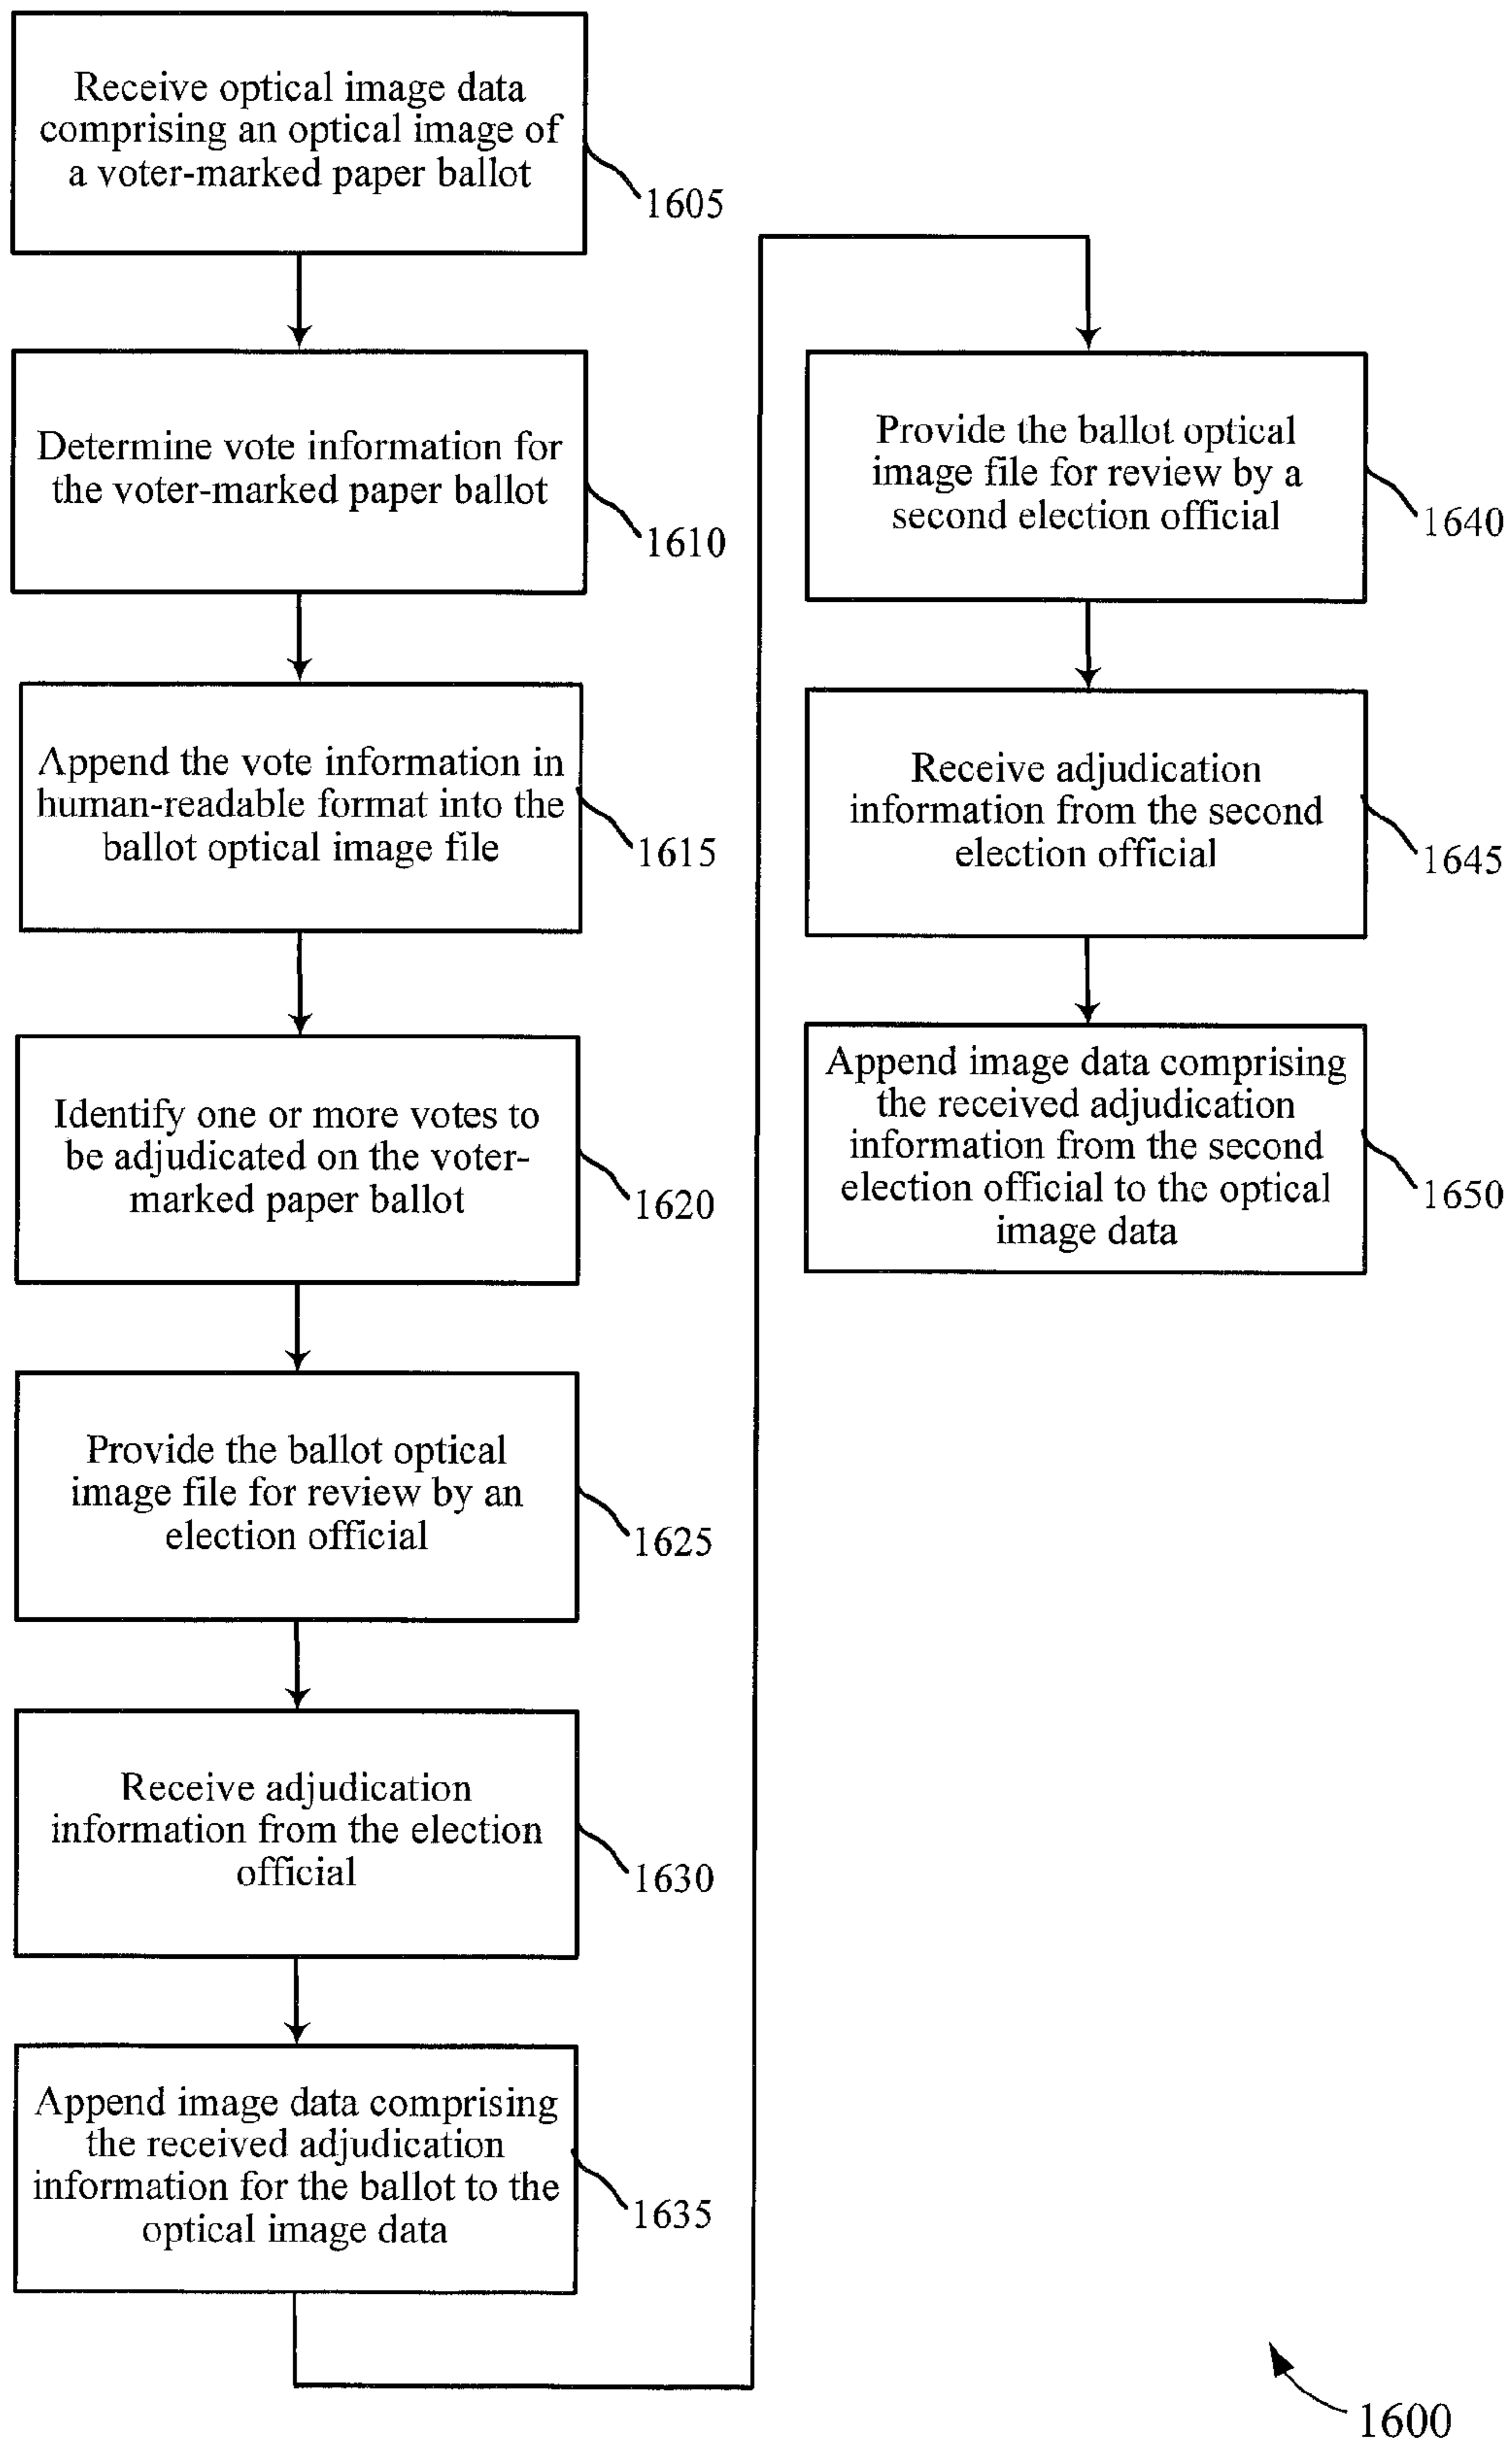 Receive optical image data
comprising an optical image of
a voter-marked paper ballot
1605
Determine vote information for
the voter-marked paper ballot
1610
Append the vote information in
human-readable format into the
ballot optical image file
1615
Identify one or more votes to
be adjudicated on the voter-
marked paper ballot
1620
Provide the ballot optical
image file for review by an
election official
1625
Receive adjudication
information from the election
official
1630
Append image data comprising
the received adjudication
information for the ballot to the
optical image data
1635
Provide the ballot optical
image file for review by a
second election official
1640
Receive adjudication
information from the second
election official
1645
Append image data comprising
the received adjudication
information from the second
election official to the optical
image data
1650
1600